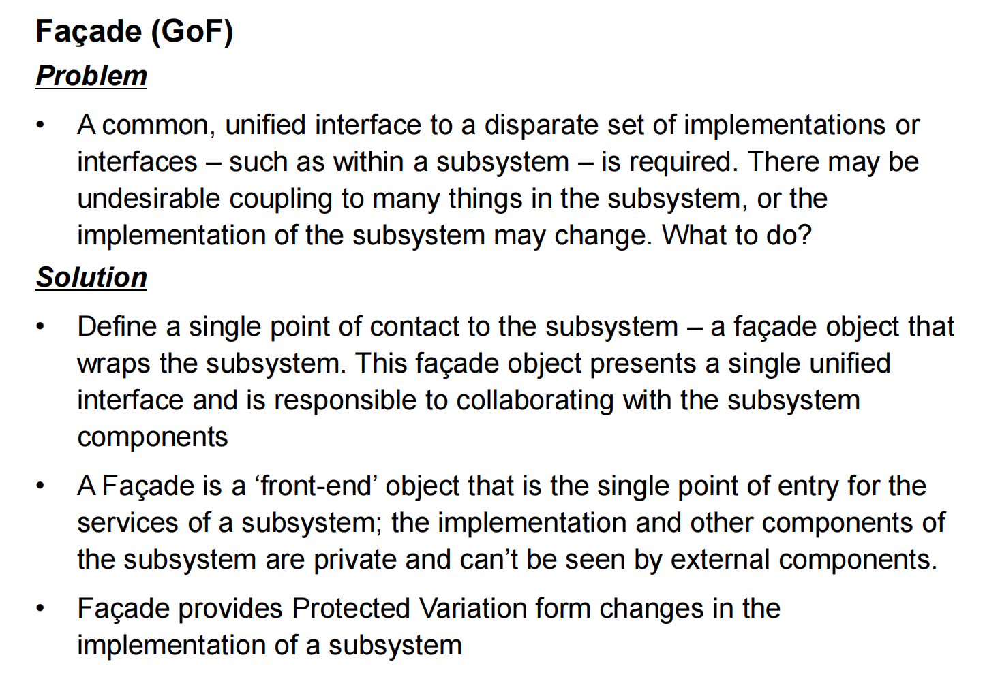 Façade (GoF)
Problem
• A common, unified interface to a disparate set of implementations or
interfaces – such as within a subsystem – is required. There may be
undesirable coupling to many things in the subsystem, or the
implementation of the subsystem may change. What to do?
Solution
• Define a single point of contact to the subsystem – a façade object that
wraps the subsystem. This façade object presents a single unified
interface and is responsible to collaborating with the subsystem
components
• A Façade is a ‘front-end’ object that is the single point of entry for the
services of a subsystem; the implementation and other components of
the subsystem are private and can’t be seen by external components.
• Façade provides Protected Variation form changes in the
implementation of a subsystem